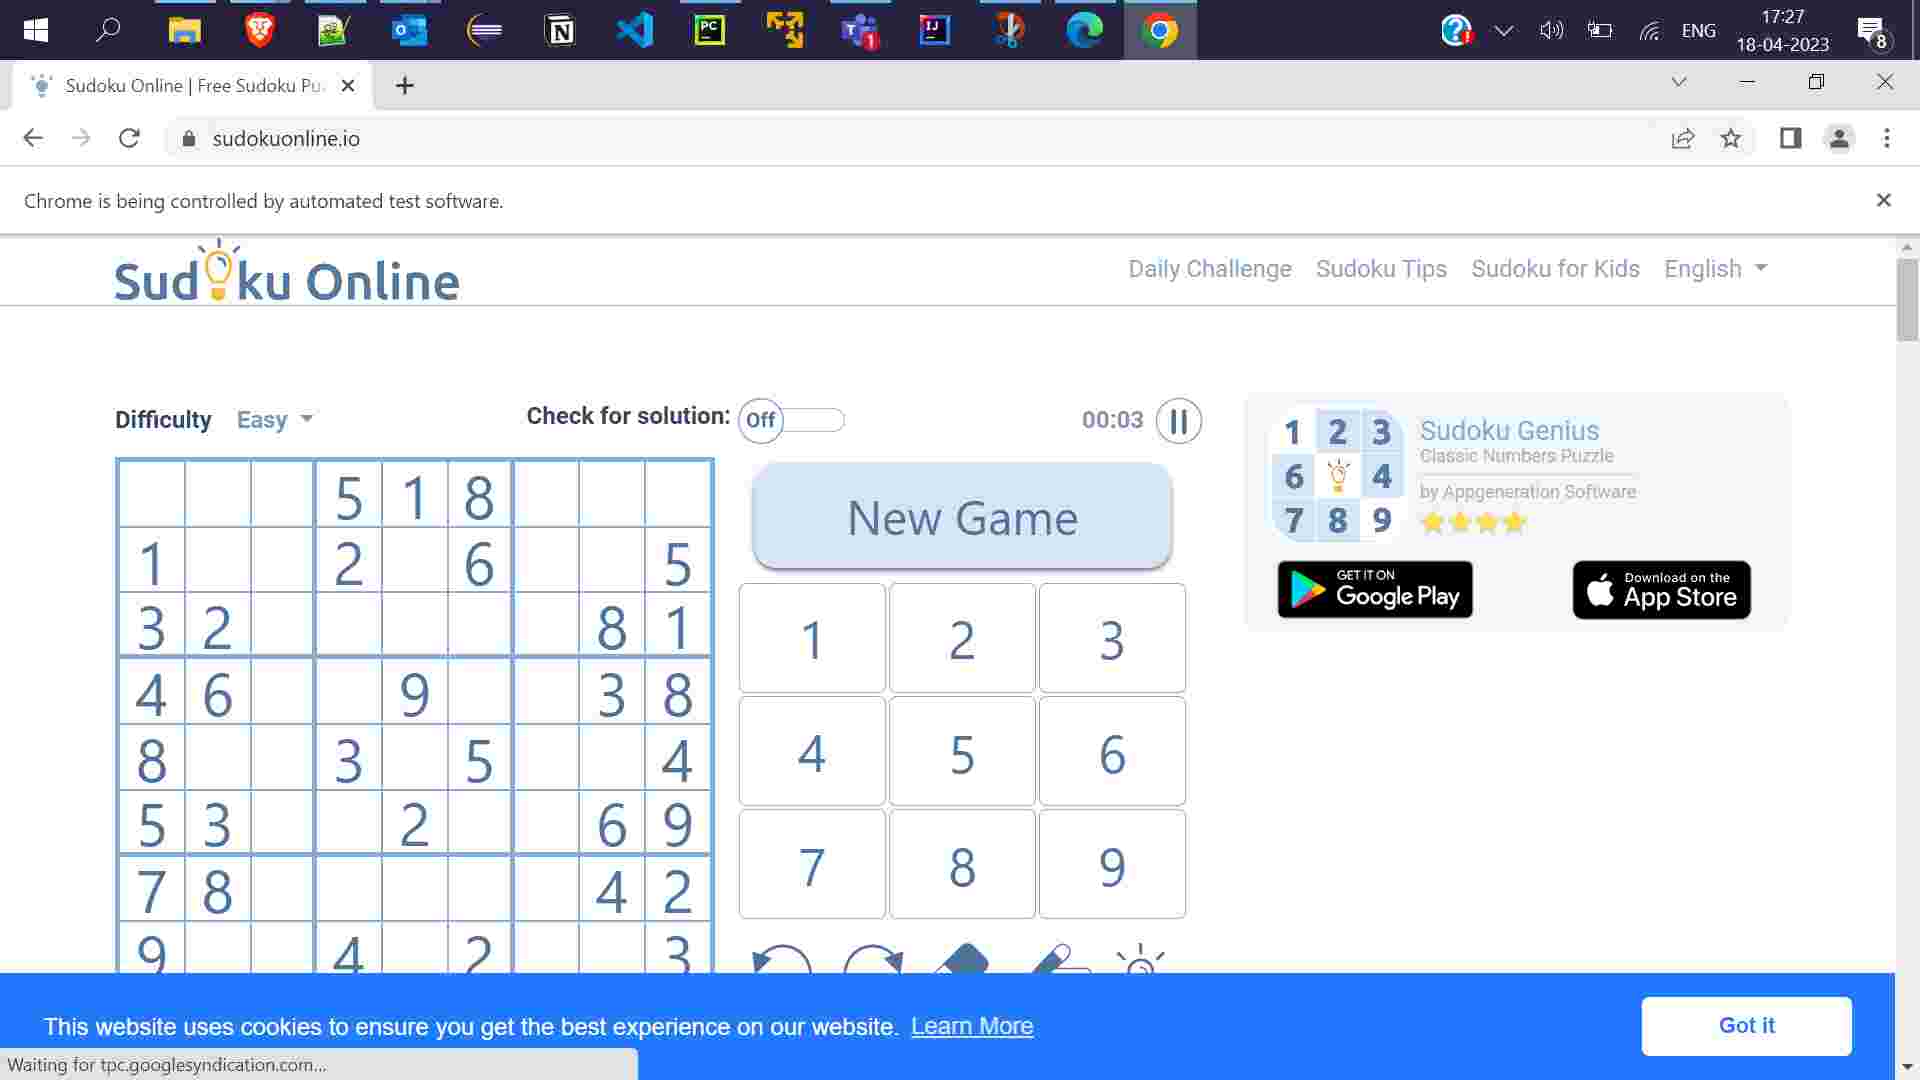 PC
T 1
IJ
ENG
17:27
18-04-2023
8
Sudoku Online | Free Sudoku Pu
sudokuonline.io
Chrome is being controlled by automated test software.
Sudoku Online
Daily Challenge Sudoku Tips Sudoku for Kids English
Difficulty Easy
Check for solution: Off
00:03
5 1 8
1 2 6 5
3 2 8 1
4 6 9 3 8
8 3 5 4
5 3 2 6 9
7 8 4 2
9 4 2 3
New Game
1 2 3
4 5 6
7 8 9
1 2 3
6 4
7 8 9
Sudoku Genius
Classic Numbers Puzzle
by Appgeneration Software
GET IT ON
Google Play
Download on the
App Store
This website uses cookies to ensure you get the best experience on our website. Learn More
Got it
Waiting for tpc.googlesyndication.com...